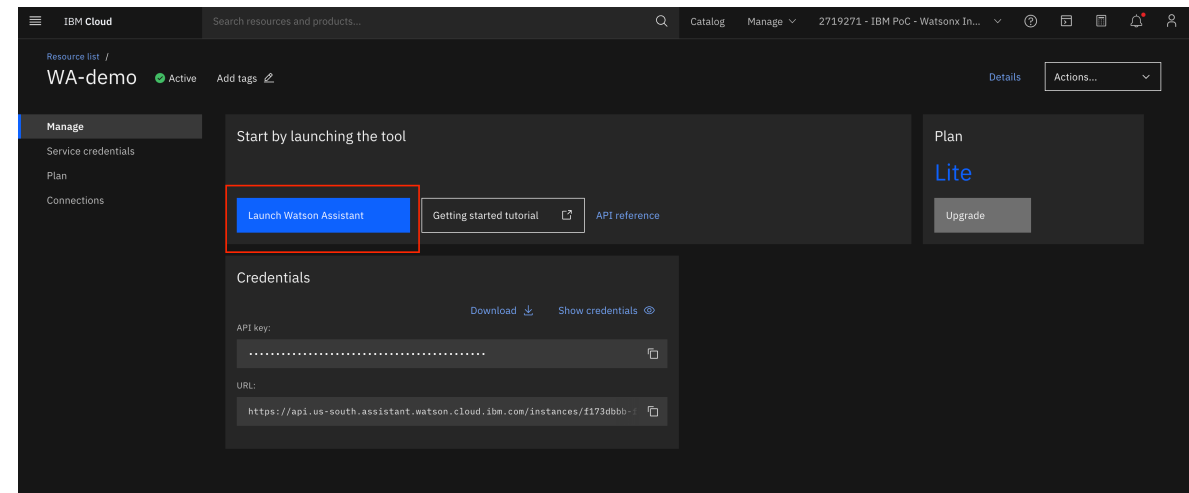 IBM Cloud
Search resources and products...
Catalog
Manage
2719271 - IBM PoC - Watsonx In...
Resource list /
WA-demo
Active
Add tags
Details
Actions...
Manage
Service credentials
Plan
Connections
Start by launching the tool
Launch Watson Assistant
Getting started tutorial
API reference
Plan
Lite
Upgrade
Credentials
Download
Show credentials
API key:
............................................
URL:
https://api.us-south.assistant.watson.cloud.ibm.com/instances/f173dbbb-